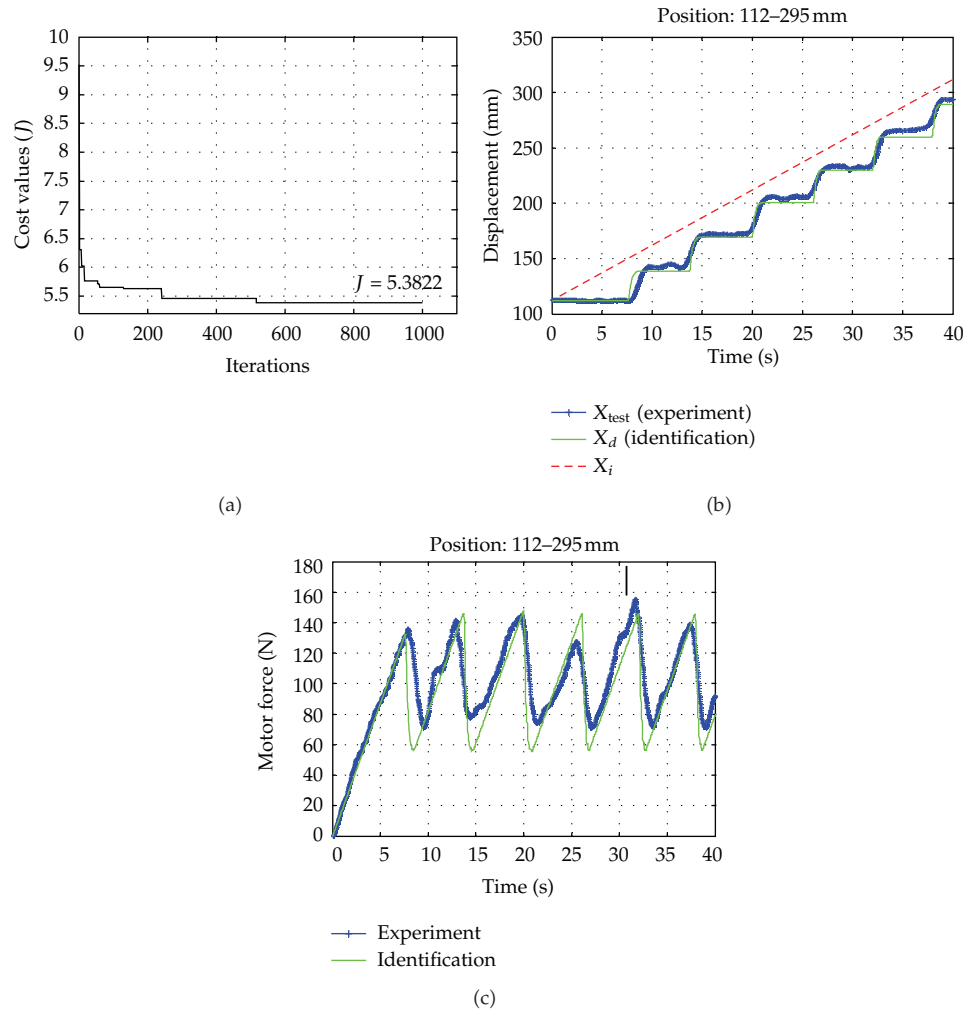 10
9.5
9
8.5
8
7.5
7
6.5
6
5.5
Cost values (J)
J = 5.3822
0 200 400 600 800 1000
Iterations
(a)
Position: 112–295 mm
350
300
250
200
150
100
Displacement (mm)
0 5 10 15 20 25 30 35 40
Time (s)
X_test (experiment)
X_d (identification)
X_i
(b)
Position: 112–295 mm
180
160
140
120
100
80
60
40
20
0
Motor force (N)
0 5 10 15 20 25 30 35 40
Time (s)
Experiment
Identification
(c)